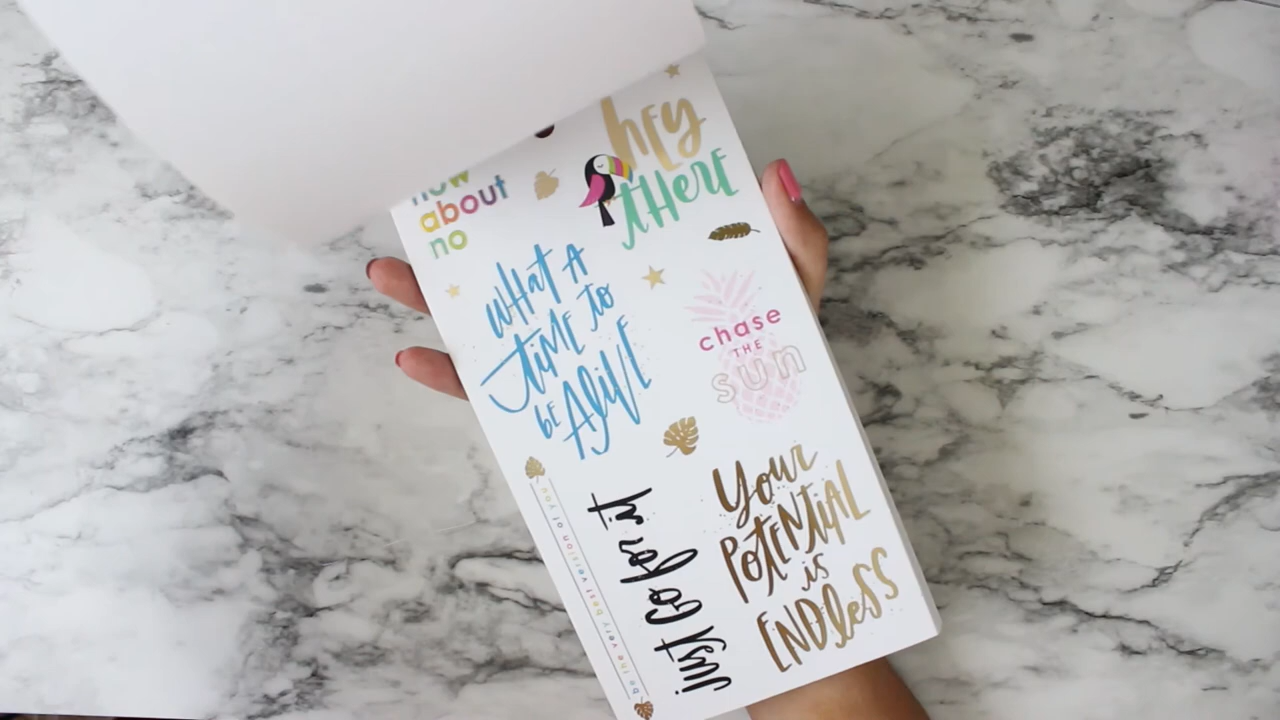 hey
there
how
about
no
WHAT A
TIME to
be ALIVE
chase
THE
sun
Your
POTENTIAL
is
ENDLESS
Just Go for it
be the very best version of you